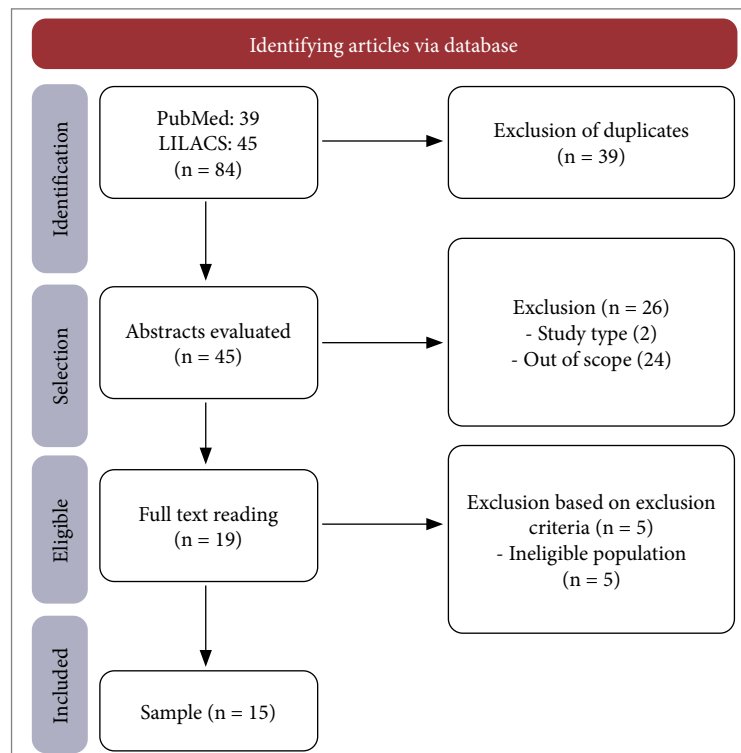 Identifying articles via database
Identification
PubMed: 39
LILACS: 45
(n = 84)
Exclusion of duplicates
(n = 39)
Selection
Abstracts evaluated
(n = 45)
Exclusion (n = 26)
- Study type (2)
- Out of scope (24)
Eligible
Full text reading
(n = 19)
Exclusion based on exclusion
criteria (n = 5)
- Ineligible population
(n = 5)
Included
Sample (n = 15)